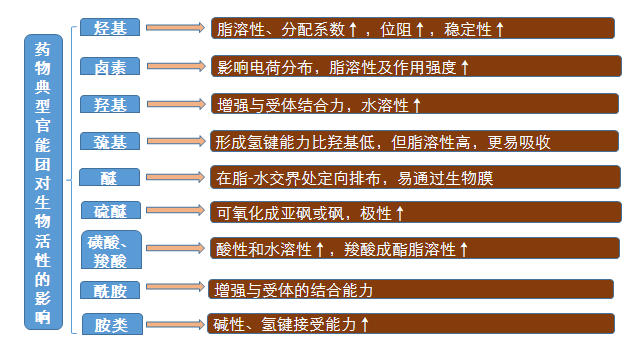 药物典型官能团对生物活性的影响
烃基
脂溶性、分配系数↑，位阻↑，稳定性↑
卤素
影响电荷分布，脂溶性及作用强度↑
羟基
增强与受体结合力，水溶性↑
巯基
形成氢键能力比羟基低，但脂溶性高，更易吸收
醚
在脂-水交界处定向排布，易通过生物膜
硫醚
可氧化成亚砜或砜，极性↑
磺酸、
羧酸
酸性和水溶性↑，羧酸成酯脂溶性↑
酰胺
增强与受体的结合能力
胺类
碱性、氢键接受能力↑